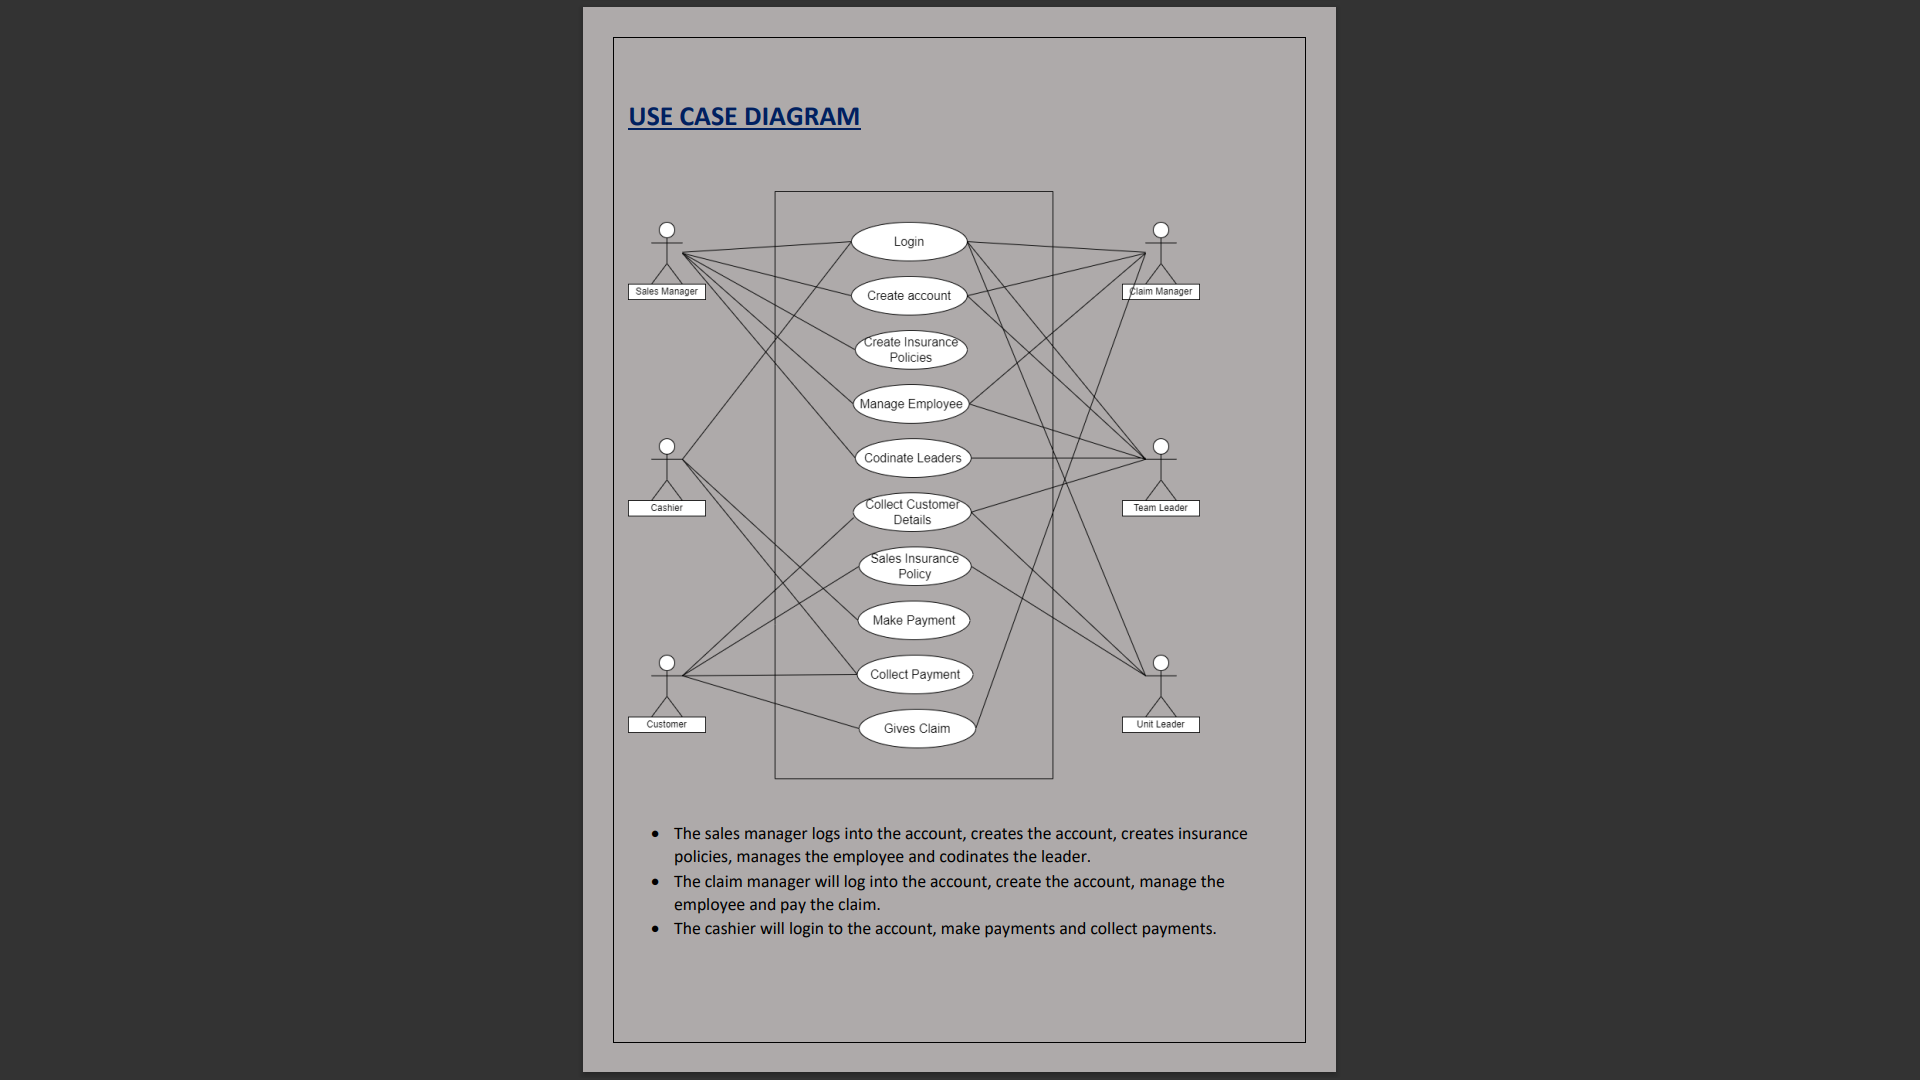 USE CASE DIAGRAM
Login
Sales Manager
Create account
Claim Manager
Create Insurance
Policies
Manage Employee
Codinate Leaders
Cashier
Collect Customer
Details
Team Leader
Sales Insurance
Policy
Make Payment
Collect Payment
Customer
Gives Claim
Unit Leader
• The sales manager logs into the account, creates the account, creates insurance
policies, manages the employee and codinates the leader.
• The claim manager will log into the account, create the account, manage the
employee and pay the claim.
• The cashier will login to the account, make payments and collect payments.